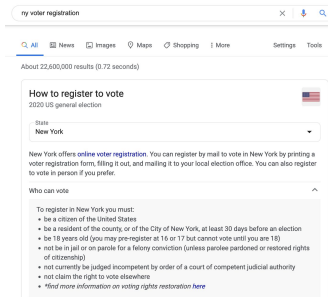 ny voter registration
All News Images Maps Shopping More Settings Tools
About 22,600,000 results (0.72 seconds)
How to register to vote
2020 US general election
State
New York
New York offers online voter registration. You can register by mail to vote in New York by printing a
voter registration form, filling it out, and mailing it to your local election office. You can also register
to vote in person if you prefer.
Who can vote
To register in New York you must:
• be a citizen of the United States
• be a resident of the county, or of the City of New York, at least 30 days before an election
• be 18 years old (you may pre-register at 16 or 17 but cannot vote until you are 18)
• not be in jail or on parole for a felony conviction (unless parolee pardoned or restored rights
of citizenship)
• not currently be judged incompetent by order of a court of competent judicial authority
• not claim the right to vote elsewhere
• *find more information on voting rights restoration here